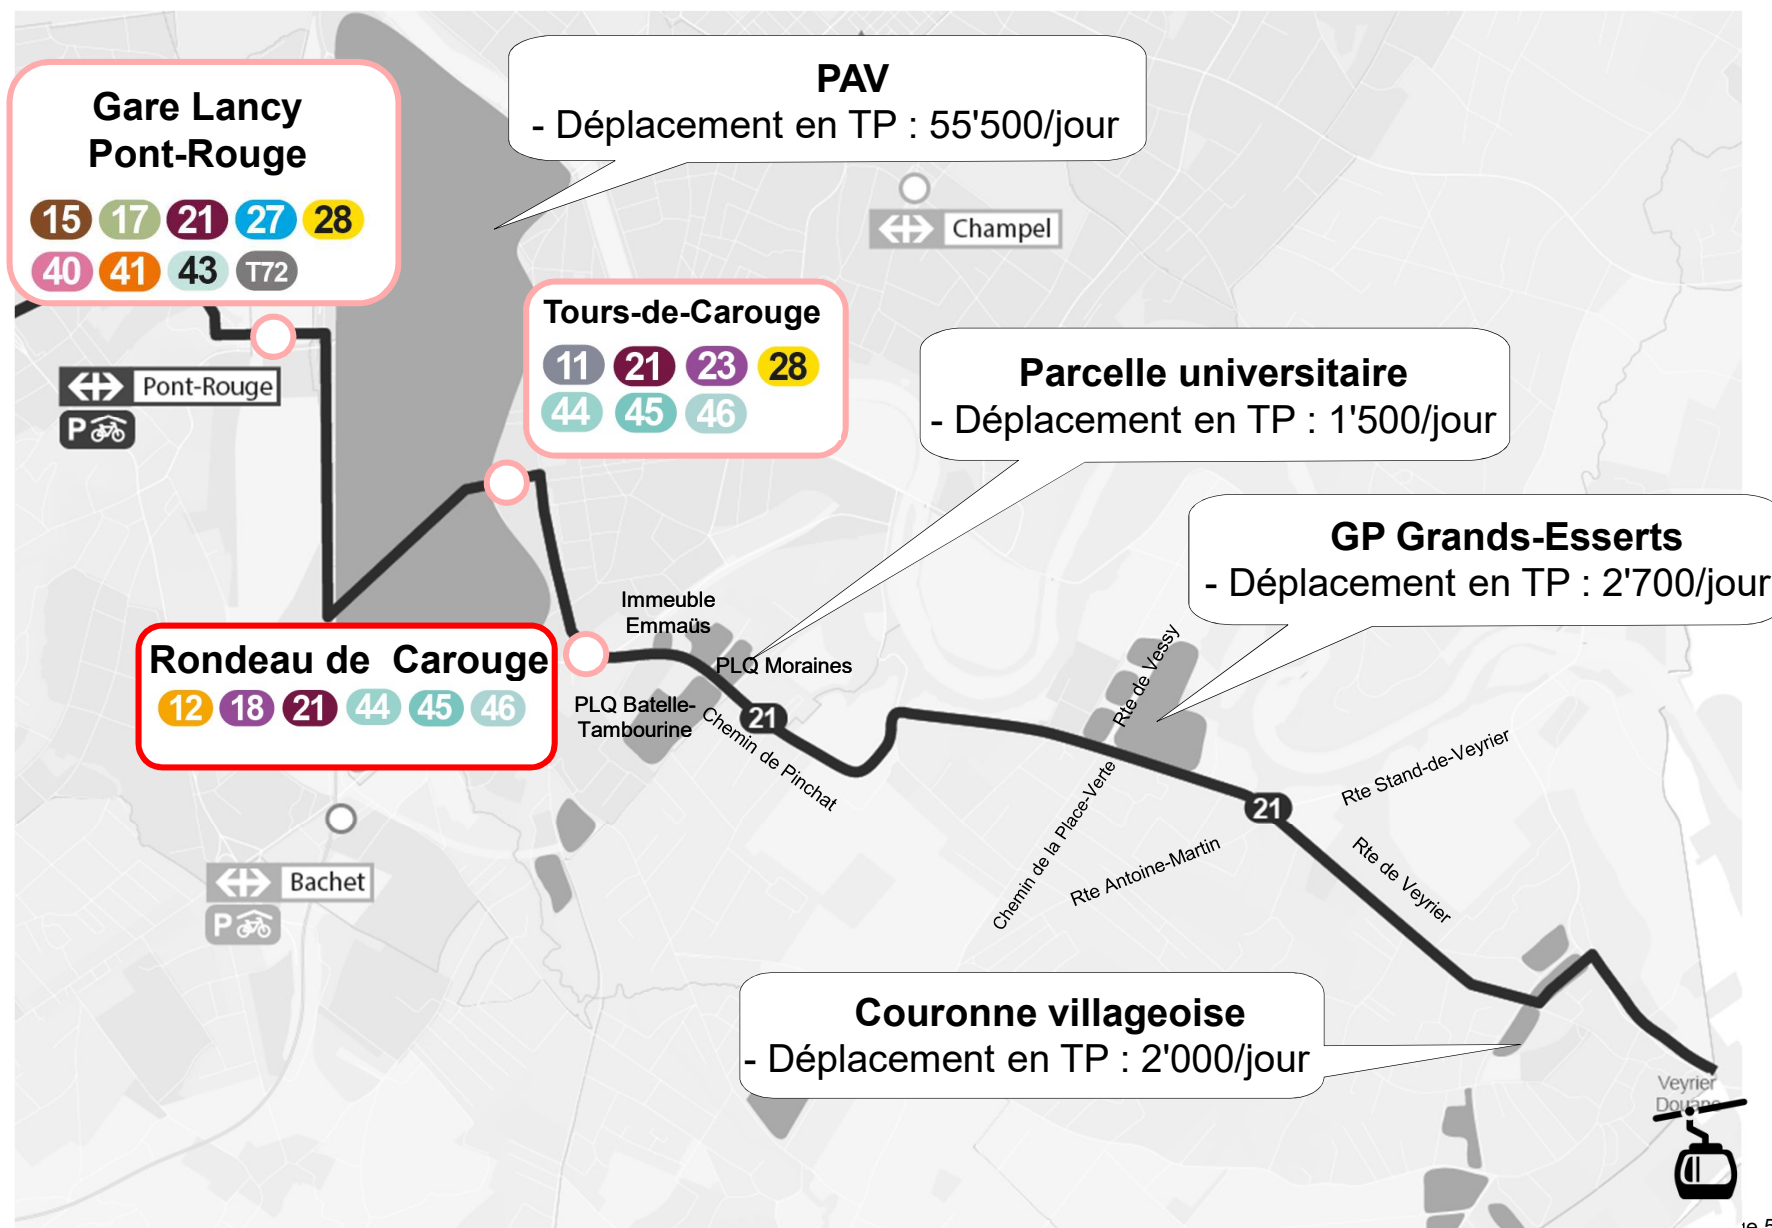 PAV
- Déplacement en TP : 55'500/jour
Gare Lancy
Pont-Rouge
15 17 21 27 28
40 41 43 T72
Champel
Tours-de-Carouge
11 21 23 28
44 45 46
Pont-Rouge
P
Parcelle universitaire
- Déplacement en TP : 1'500/jour
GP Grands-Esserts
- Déplacement en TP : 2'700/jour
Immeuble
Emmaüs
Rondeau de Carouge
12 18 21 44 45 46
PLQ Moraines
PLQ Batelle-
Tambourine
21
Chemin de Pinchat
Rte de Vessy
Chemin de la Place-Verte
Rte Antoine-Martin
21
Rte Stand-de-Veyrier
Rte de Veyrier
Bachet
P
Couronne villageoise
- Déplacement en TP : 2'000/jour
Veyrier
Douane